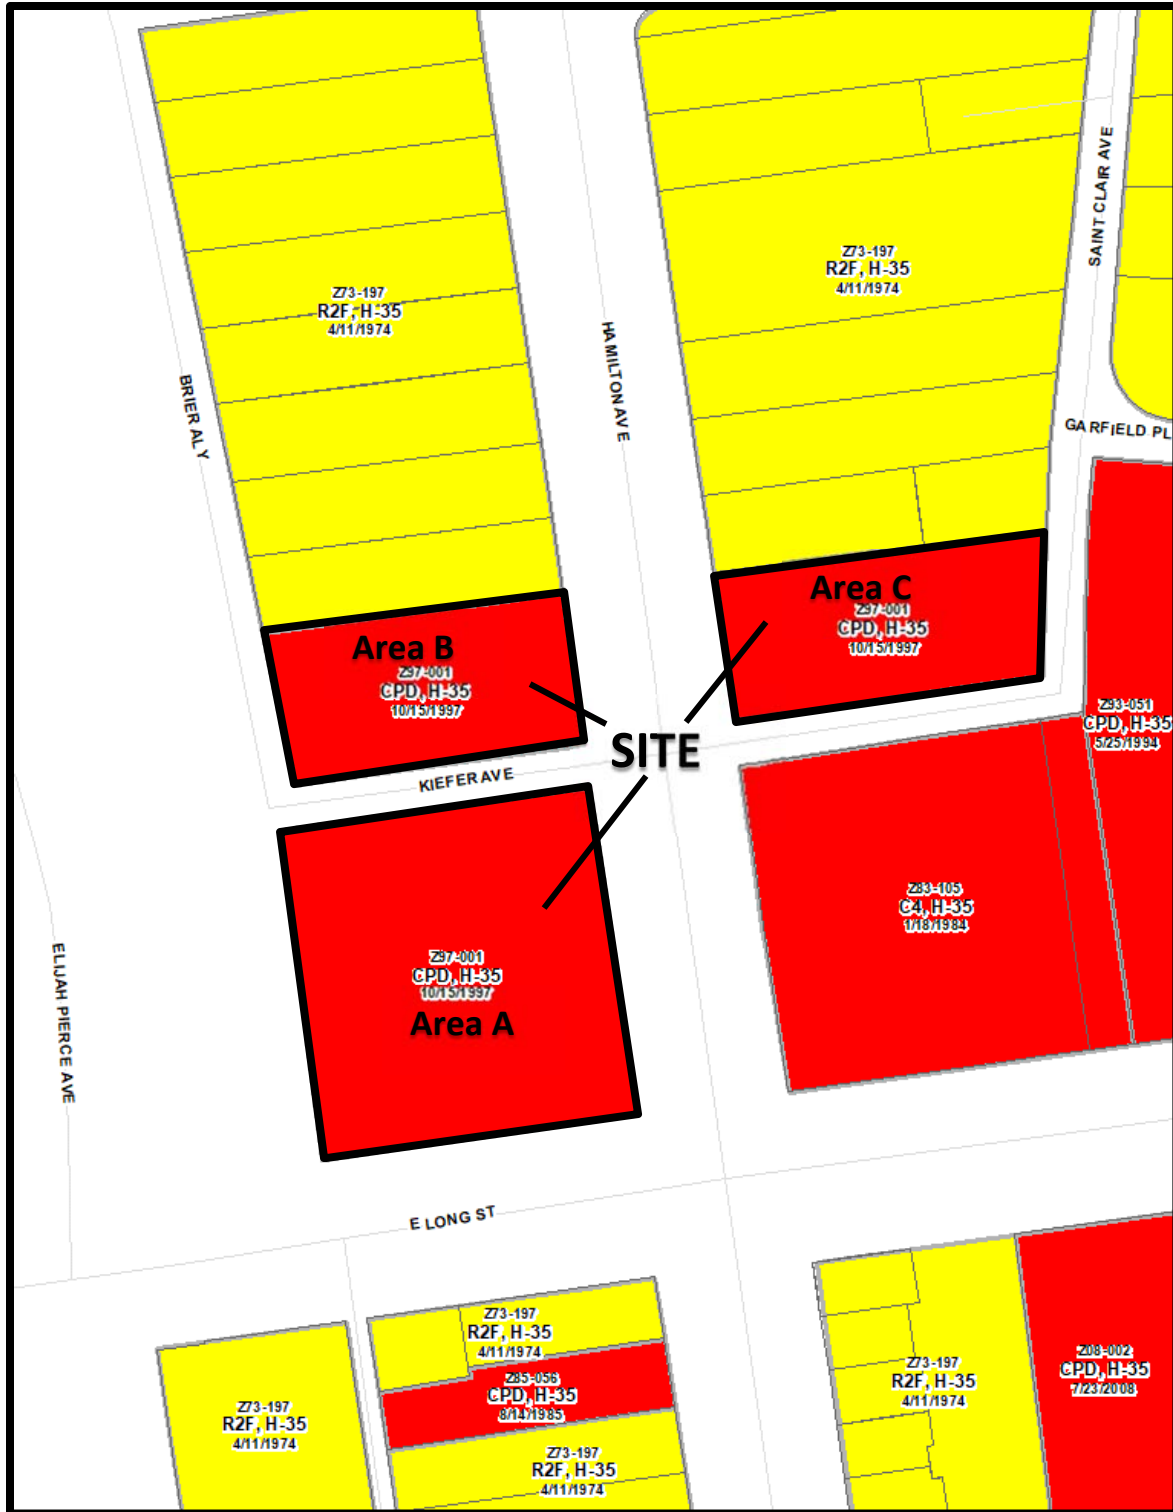 SAINT CLAIR AVE
Z73-197
R2F, H-35
4/11/1974
Z73-197
R2F, H-35
4/11/1974
HAMILTON AVE
BRIER ALY
GARFIELD PL
Area C
Z97-001
CPD, H-35
10/15/1997
Area B
Z97-001
CPD, H-35
10/15/1997
Z93-051
CPD, H-35
5/25/1994
SITE
KIEFER AVE
Z83-105
C4, H-35
1/18/1984
Z97-001
CPD, H-35
10/15/1997
Area A
ELIJAH PIERCE AVE
E LONG ST
Z73-197
R2F, H-35
4/11/1974
Z08-002
CPD, H-35
7/23/2008
Z73-197
R2F, H-35
4/11/1974
Z85-056
CPD, H-35
8/14/1985
Z73-197
R2F, H-35
4/11/1974
Z73-197
R2F, H-35
4/11/1974